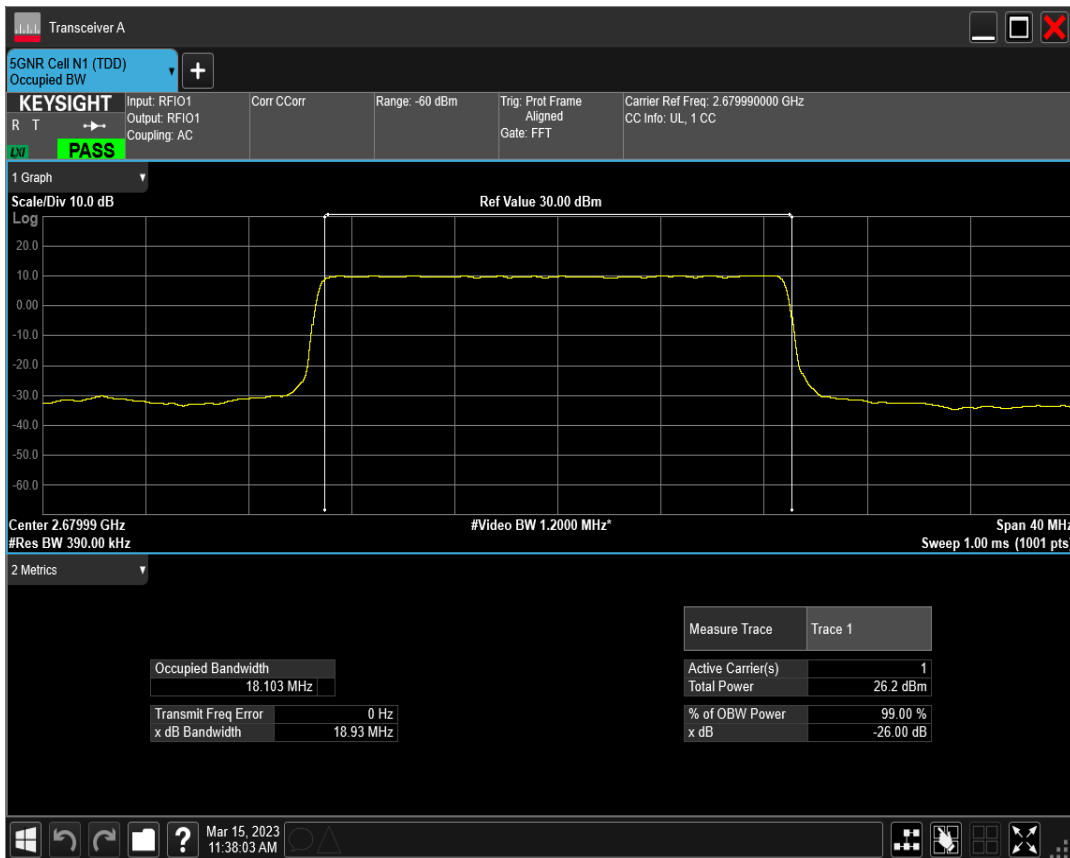 Transceiver A
5GNR Cell N1 (TDD)
Occupied BW
KEYSIGHT
R T
LXI
PASS
Input: RFIO1
Output: RFIO1
Coupling: AC
Corr CCorr
Range: -60 dBm
Trig: Prot Frame
Aligned
Gate: FFT
Carrier Ref Freq: 2.679990000 GHz
CC Info: UL, 1 CC
1 Graph
Scale/Div 10.0 dB
Ref Value 30.00 dBm
Log
20.0
10.0
0.00
-10.0
-20.0
-30.0
-40.0
-50.0
-60.0
Center 2.67999 GHz
#Video BW 1.2000 MHz*
Span 40 MHz
#Res BW 390.00 kHz
Sweep 1.00 ms (1001 pts)
2 Metrics
Measure Trace Trace 1
Occupied Bandwidth
18.103 MHz
Active Carrier(s) 1
Total Power 26.2 dBm
Transmit Freq Error 0 Hz
x dB Bandwidth 18.93 MHz
% of OBW Power 99.00 %
x dB -26.00 dB
Mar 15, 2023
11:38:03 AM